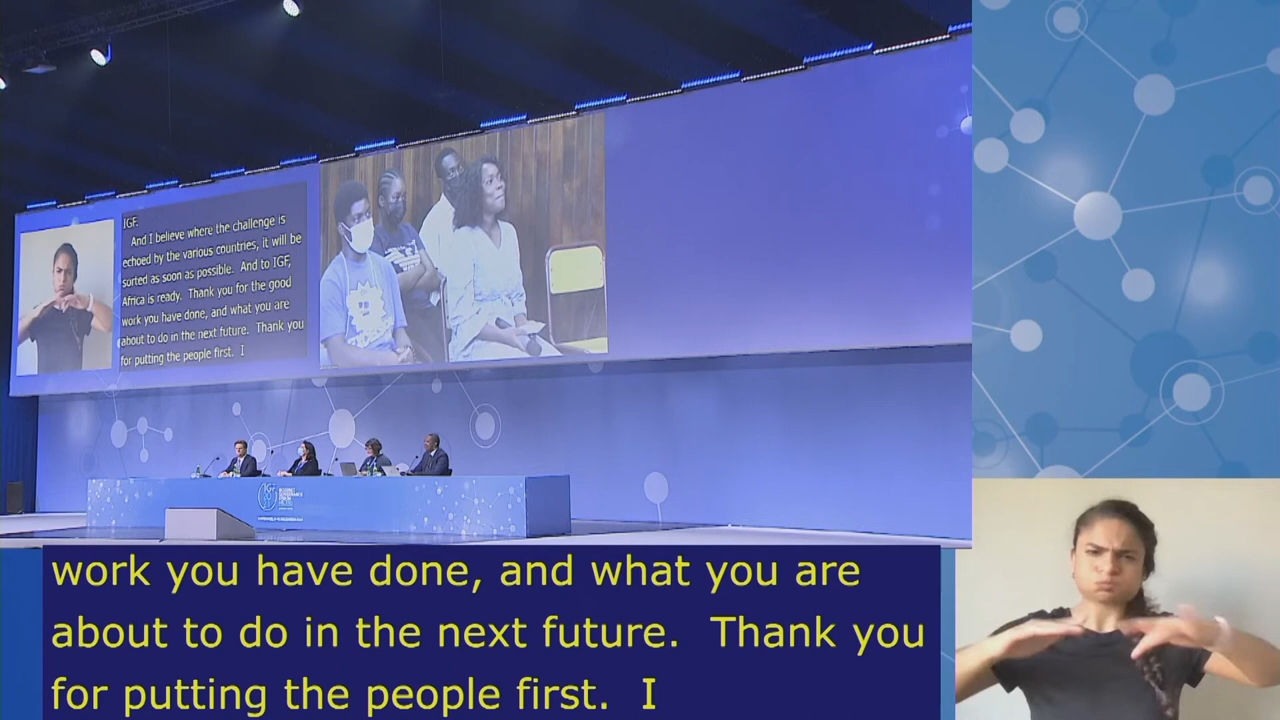 IGF.
And I believe where the challenge is
echoed by the various countries, it will be
sorted as soon as possible. And to IGF,
Africa is ready. Thank you for the good
work you have done, and what you are
about to do in the next future. Thank you
for putting the people first. I
INTERNET
GOVERNANCE
FORUM
work you have done, and what you are
about to do in the next future. Thank you
for putting the people first. I